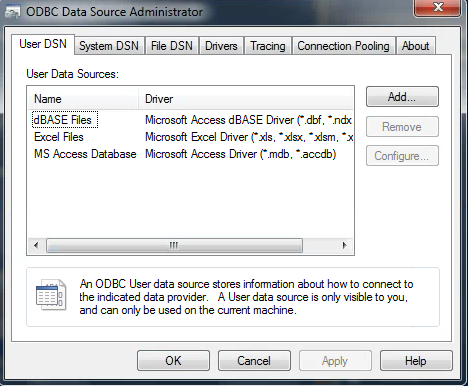 ODBC Data Source Administrator
User DSN System DSN File DSN Drivers Tracing Connection Pooling About
User Data Sources:
Name Driver
dBASE Files Microsoft Access dBASE Driver (*.dbf, *.ndx
Excel Files Microsoft Excel Driver (*.xls, *.xlsx, *.xlsm, *.x
MS Access Database Microsoft Access Driver (*.mdb, *.accdb)
Add...
Remove
Configure...
An ODBC User data source stores information about how to connect to
the indicated data provider. A User data source is only visible to you,
and can only be used on the current machine.
OK Cancel Apply Help